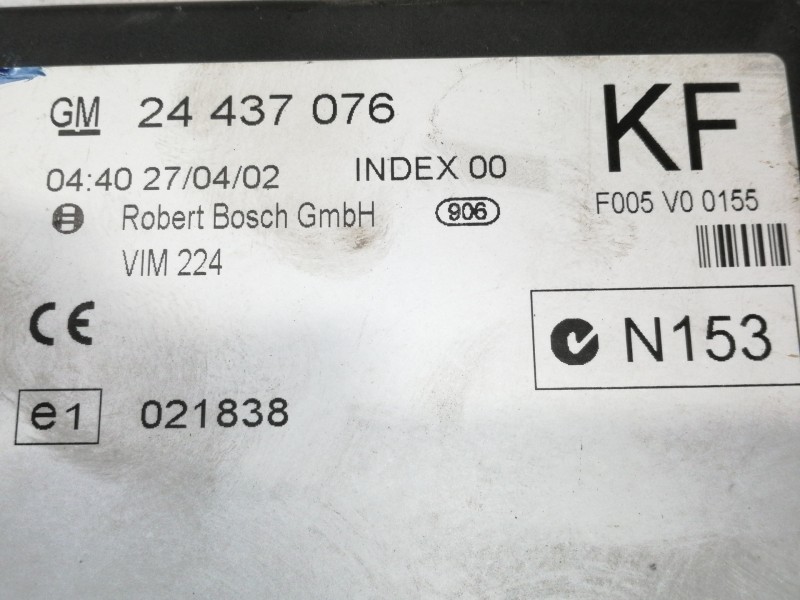 GM 24 437 076
KF
04:40 27/04/02 INDEX 00
F005 V0 0155
Robert Bosch GmbH 906
VIM 224
CE
N153
e1 021838